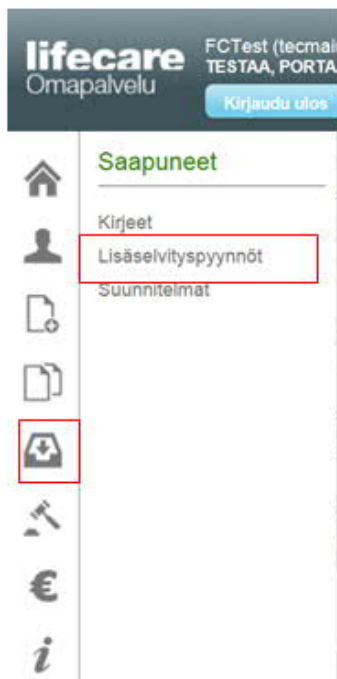 lifecare
Omapalvelu
FCTest (tecmai
TESTAA, PORTA
Kirjaudu ulos
Saapuneet
Kirjeet
Lisäselvityspyynnöt
Suunnitelmat